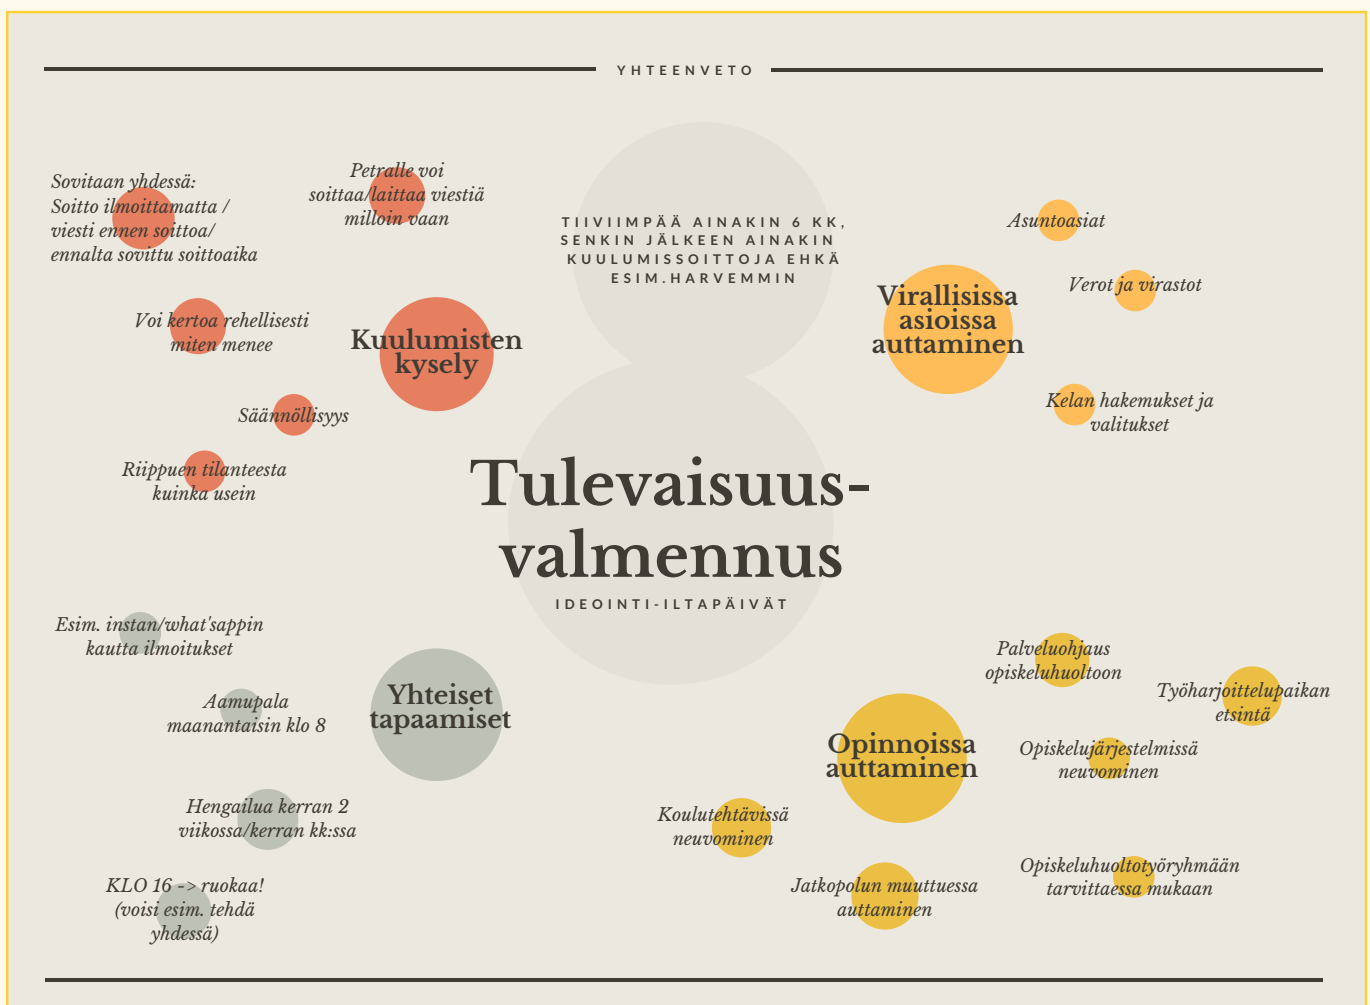 YHTEENVETO
Sovitaan yhdessä:
Soitto ilmoittamatta /
viesti ennen soittoa/
ennalta sovittu soittoaika
Petralle voi
soittaa/laittaa viestiä
milloin vaan
Voi kertoa rehellisesti
miten menee
Kuulumisten
kysely
Säännöllisyys
Riippuen tilanteesta
kuinka usein
TIIVIIMPÄÄ AINAKIN 6 KK,
SENKIN JÄLKEEN AINAKIN
KUULUMISSOITTOJA EHKÄ
ESIM.HARVEMMIN
Asuntoasiat
Verot ja virastot
Virallisissa
asioissa
auttaminen
Kelan hakemukset ja
valitukset
Tulevaisuus-
valmennus
IDEOINTI-ILTAPÄIVÄT
Esim. instan/what'sappin
kautta ilmoitukset
Aamupala
maanantaisin klo 8
Yhteiset
tapaamiset
Hengailua kerran 2
viikossa/kerran kk:ssa
KLO 16 -> ruokaa!
(voisi esim. tehdä
yhdessä)
Palveluohjaus
opiskeluhuoltoon
Työharjoittelupaikan
etsintä
Opinnoissa
auttaminen
Opiskelujärjestelmissä
neuvominen
Koulutehtävissä
neuvominen
Jatkopolun muuttuessa
auttaminen
Opiskeluhuoltotyöryhmään
tarvittaessa mukaan